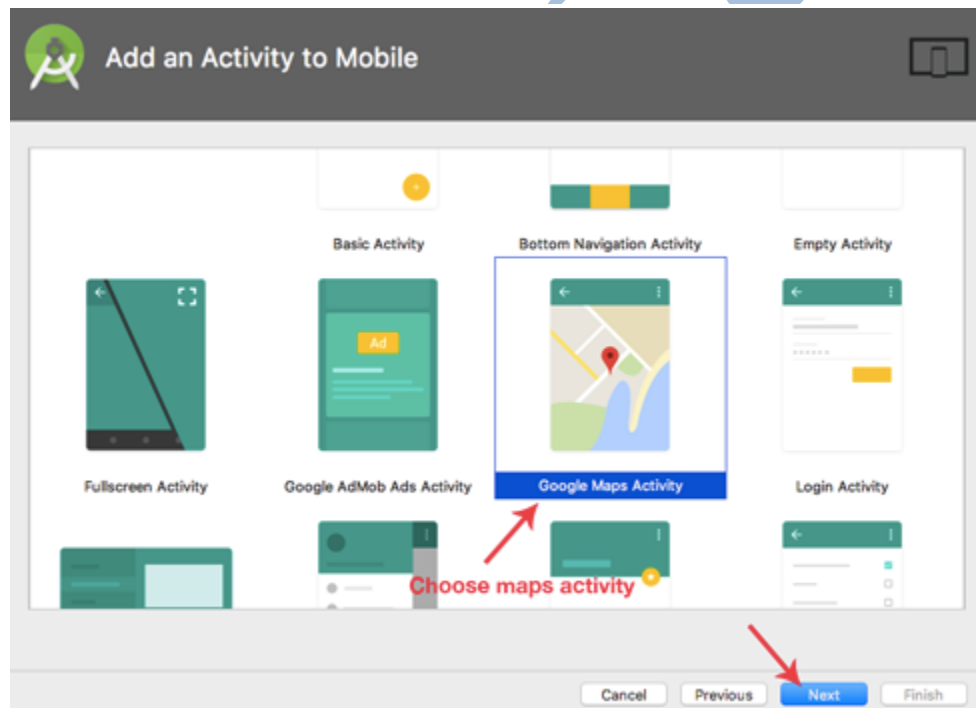 Add an Activity to Mobile
Basic Activity
Bottom Navigation Activity
Empty Activity
Ad
Fullscreen Activity
Google AdMob Ads Activity
Google Maps Activity
Login Activity
Choose maps activity
Cancel
Previous
Next
Finish